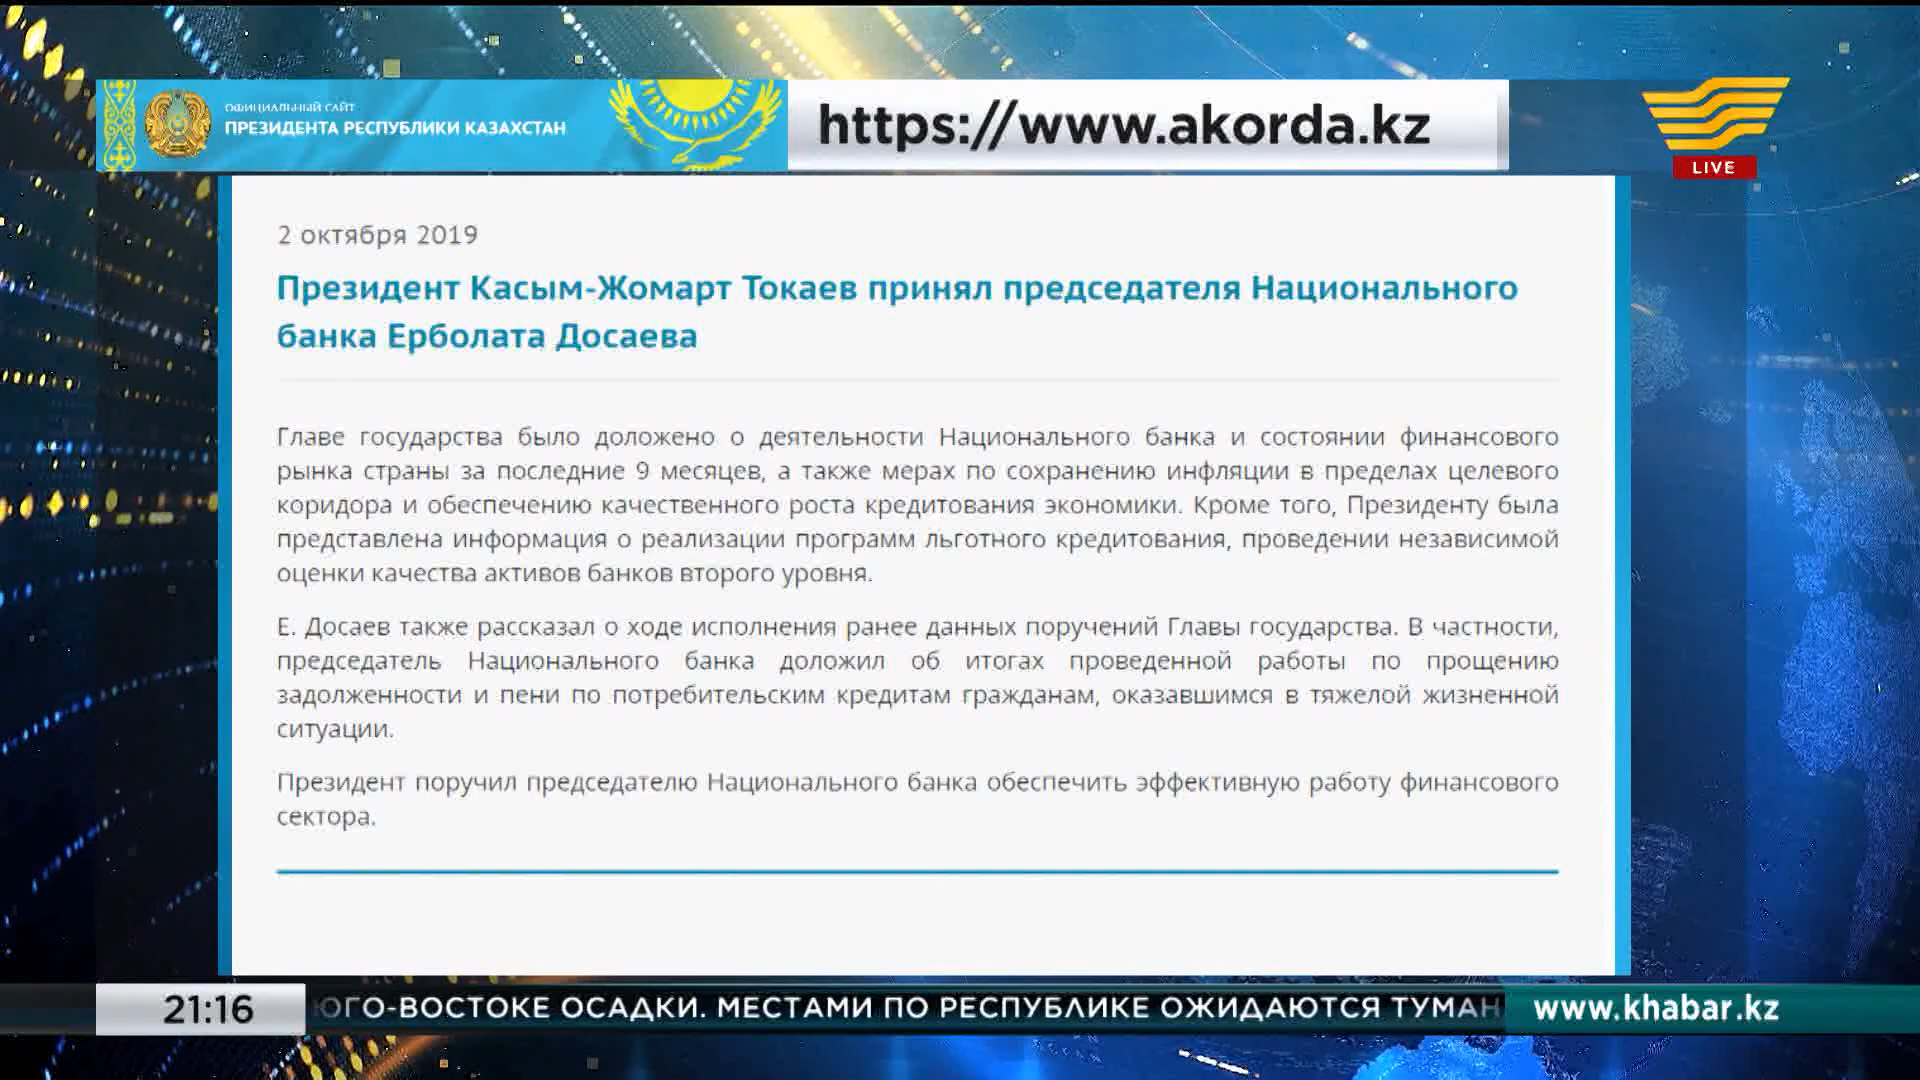 ОФИЦИАЛЬНЫЙ САЙТ
ПРЕЗИДЕНТА РЕСПУБЛИКИ КАЗАХСТАН
https://www.akorda.kz
LIVE
2 октября 2019
Президент Касым-Жомарт Токаев принял председателя Национального
банка Ерболата Досаева
Главе государства было доложено о деятельности Национального банка и состоянии финансового
рынка страны за последние 9 месяцев, а также мерах по сохранению инфляции в пределах целевого
коридора и обеспечению качественного роста кредитования экономики. Кроме того, Президенту была
представлена информация о реализации программ льготного кредитования, проведении независимой
оценки качества активов банков второго уровня.
Е. Досаев также рассказал о ходе исполнения ранее данных поручений Главы государства. В частности,
председатель Национального банка доложил об итогах проведенной работы по прощению
задолженности и пени по потребительским кредитам гражданам, оказавшимся в тяжелой жизненной
ситуации.
Президент поручил председателю Национального банка обеспечить эффективную работу финансового
сектора.
21:16
ЮГО-ВОСТОКЕ ОСАДКИ. МЕСТАМИ ПО РЕСПУБЛИКЕ ОЖИДАЮТСЯ ТУМАН
www.khabar.kz